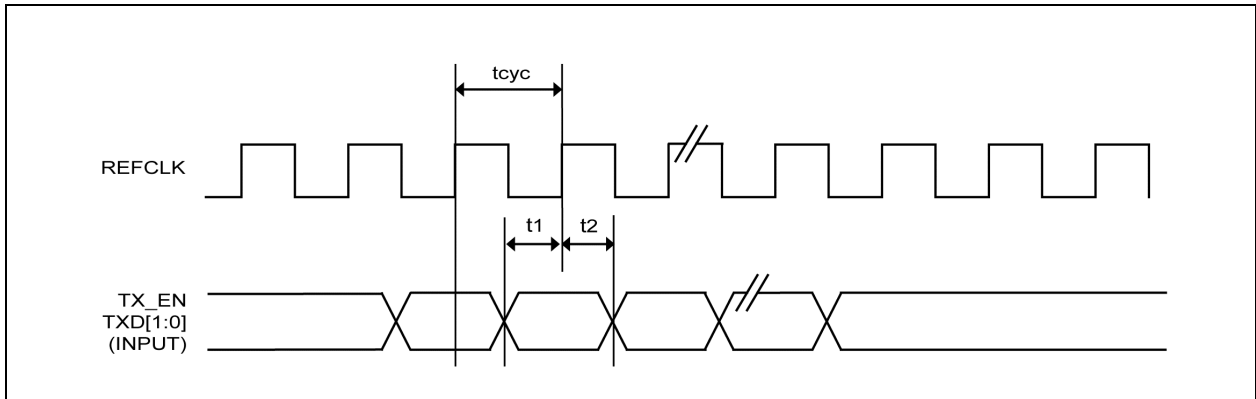 tcyc
REFCLK
t1
t2
TX_EN
TXD[1:0]
(INPUT)